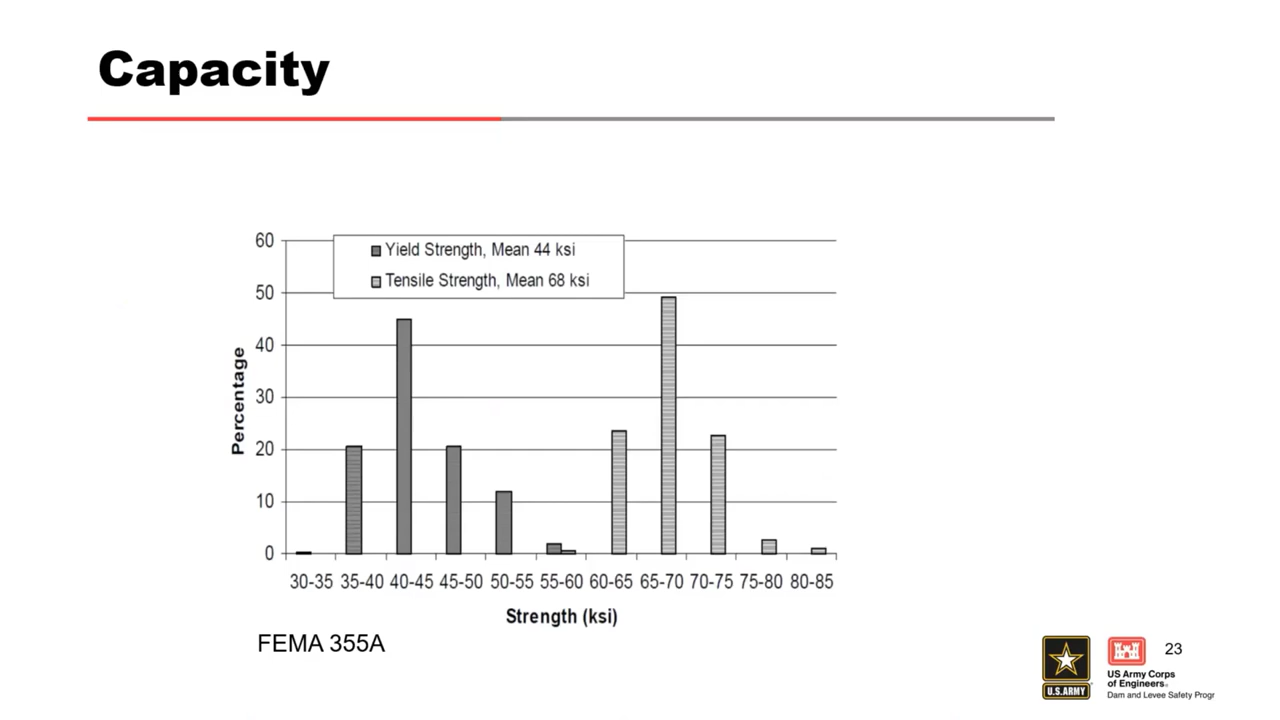 Capacity
Yield Strength, Mean 44 ksi
Tensile Strength, Mean 68 ksi
60
50
40
30
20
10
0
Percentage
30-35 35-40 40-45 45-50 50-55 55-60 60-65 65-70 70-75 75-80 80-85
Strength (ksi)
FEMA 355A
23
U.S.ARMY
US Army Corps
of Engineers®
Dam and Levee Safety Progr